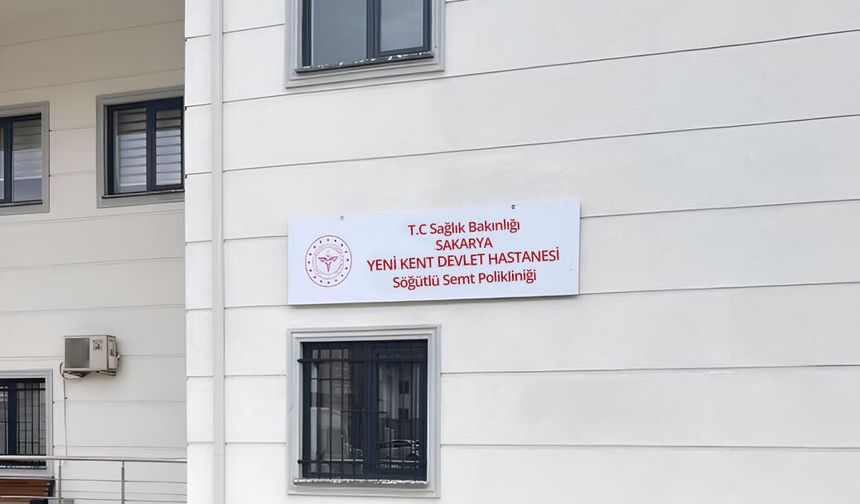 T.C Sağlık Bakınlığı
SAKARYA
YENİ KENT DEVLET HASTANESİ
Söğütlü Semt Polikliniği